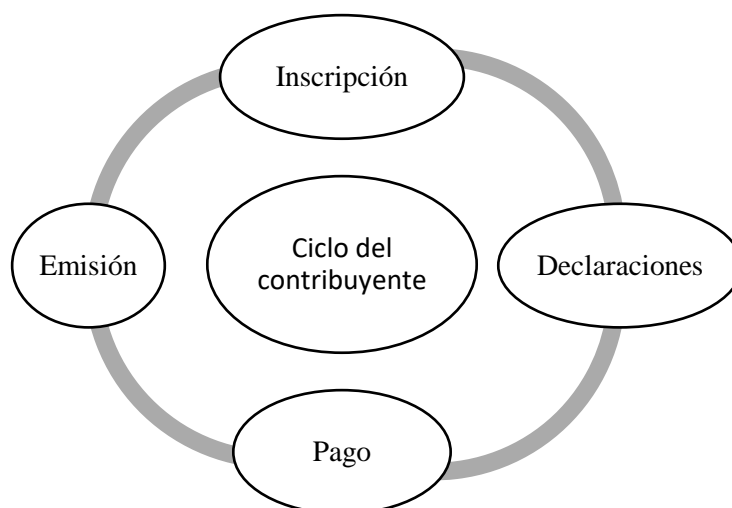 Inscripción
Emisión
Ciclo del
contribuyente
Declaraciones
Pago